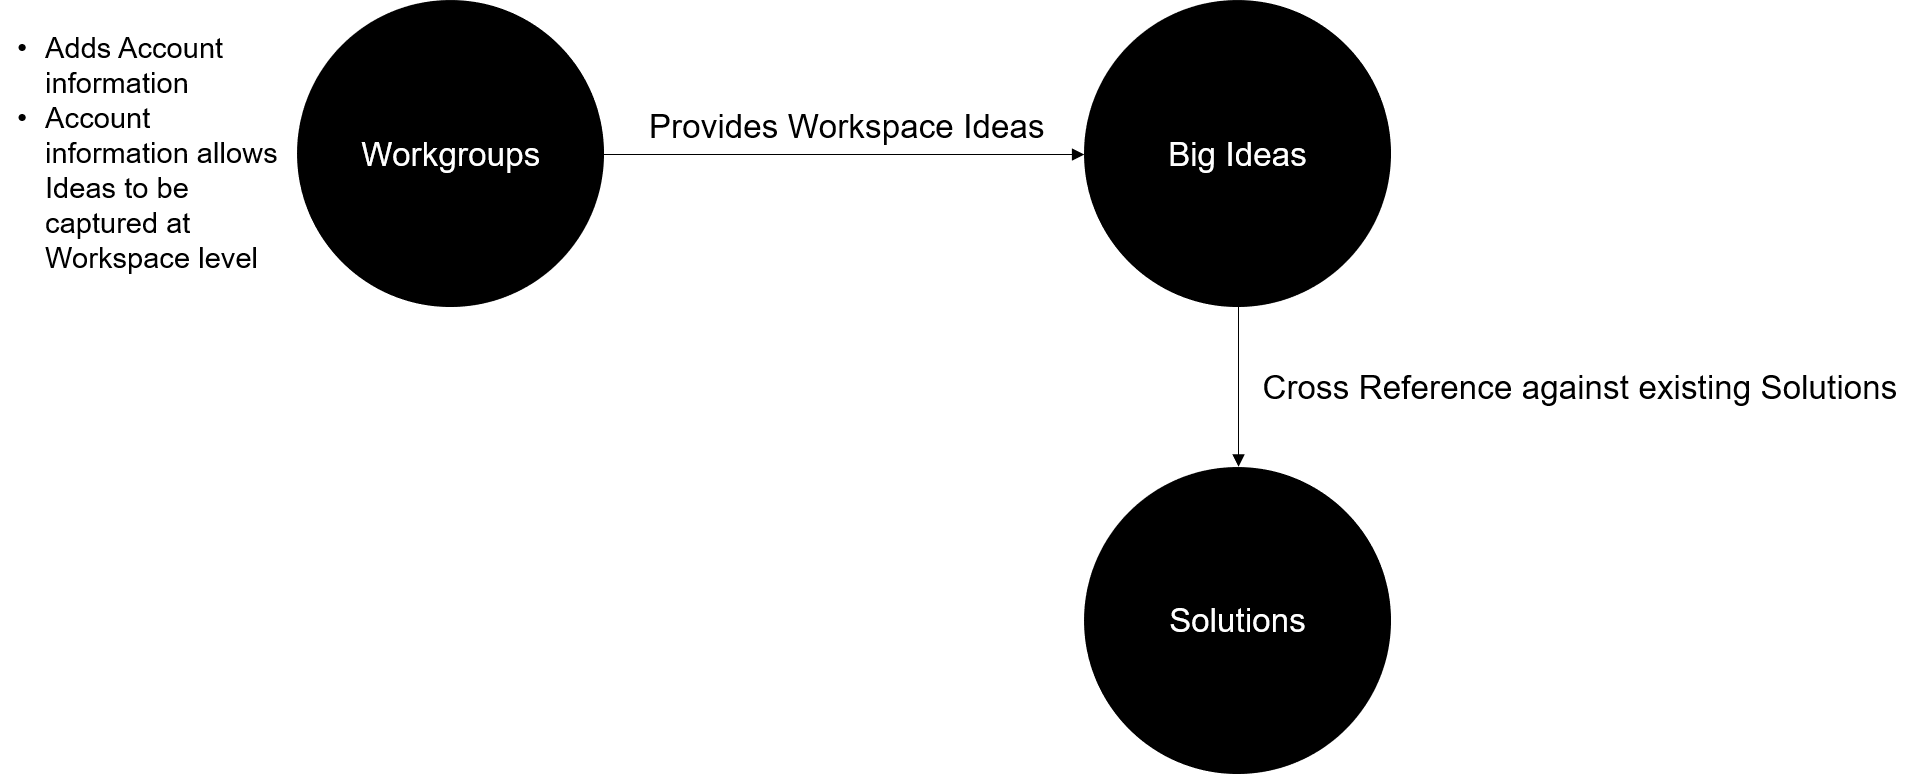 • Adds Account
information
• Account
information allows
Ideas to be
captured at
Workspace level
Workgroups
Provides Workspace Ideas
Big Ideas
Cross Reference against existing Solutions
Solutions